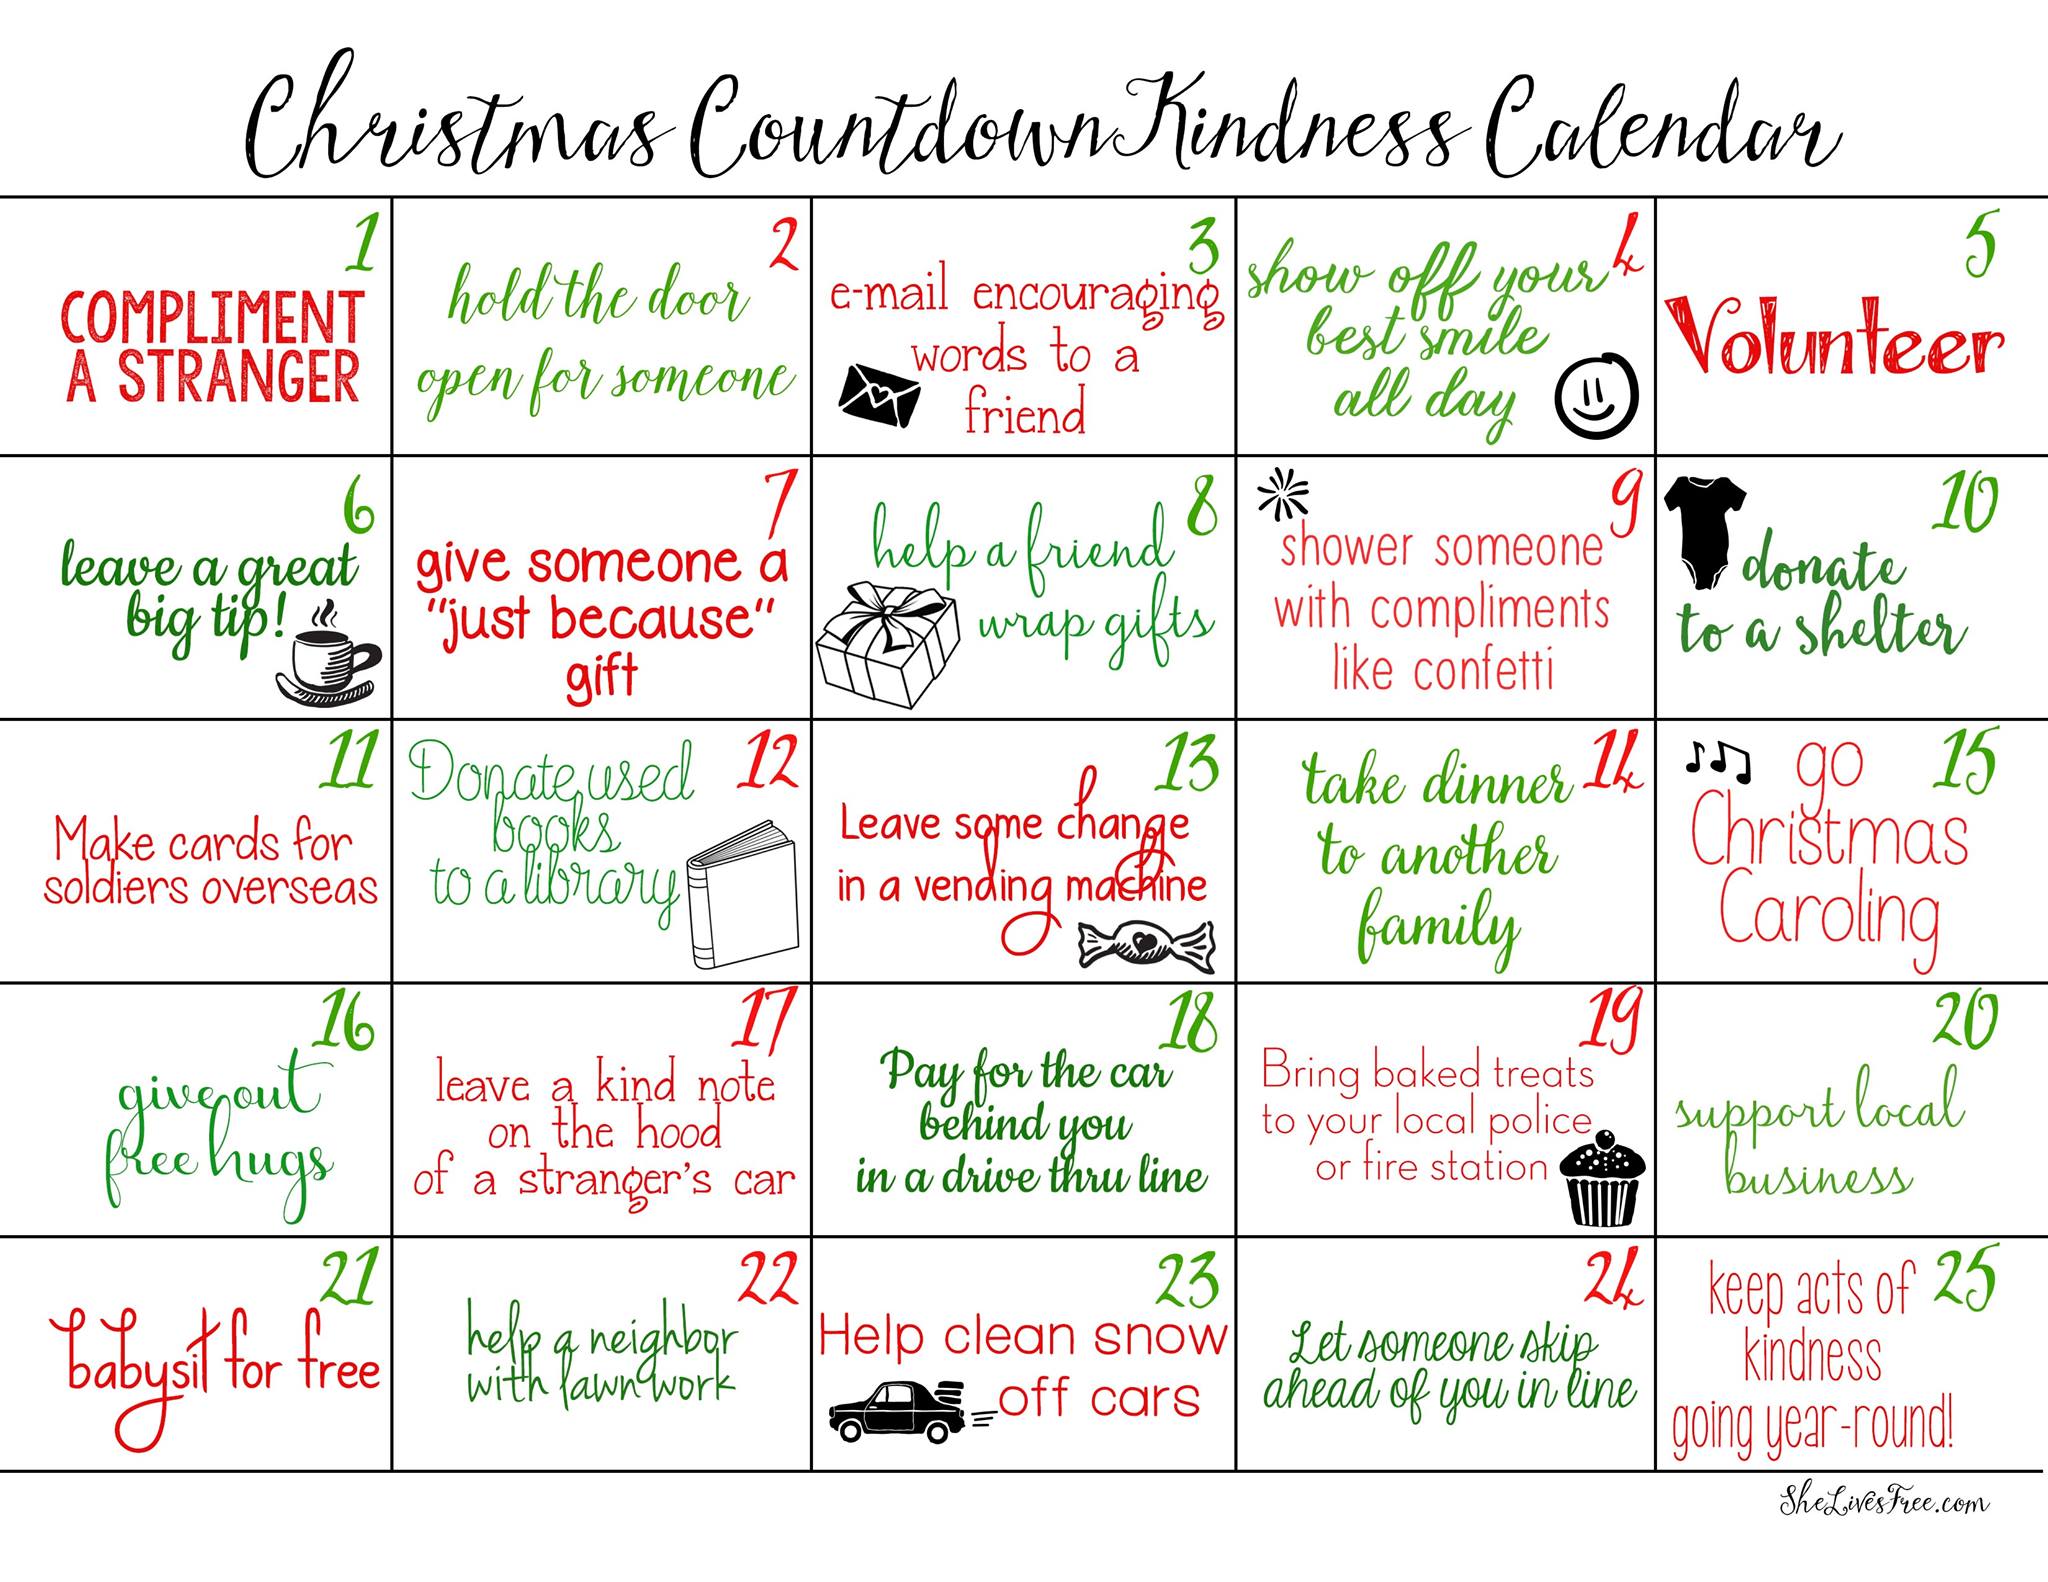 Christmas Countdown Kindness Calendar
1
COMPLIMENT
A STRANGER
2
hold the door
open for someone
3
e-mail encouraging
words to a
friend
4
show off your
best smile
all day
5
Volunteer
6
leave a great
big tip!
7
give someone a
"just because"
gift
8
help a friend
wrap gifts
9
shower someone
with compliments
like confetti
10
donate
to a shelter
11
Make cards for
soldiers overseas
12
Donate used
books
to a library
13
Leave some change
in a vending machine
14
take dinner
to another
family
15
go
Christmas
Caroling
16
give out
free hugs
17
leave a kind note
on the hood
of a stranger's car
18
Pay for the car
behind you
in a drive thru line
19
Bring baked treats
to your local police
or fire station
20
support local
business
21
babysit for free
22
help a neighbor
with lawn work
23
Help clean snow
off cars
24
Let someone skip
ahead of you in line
25
keep acts of
kindness
going year-round!
SheLivesFree.com